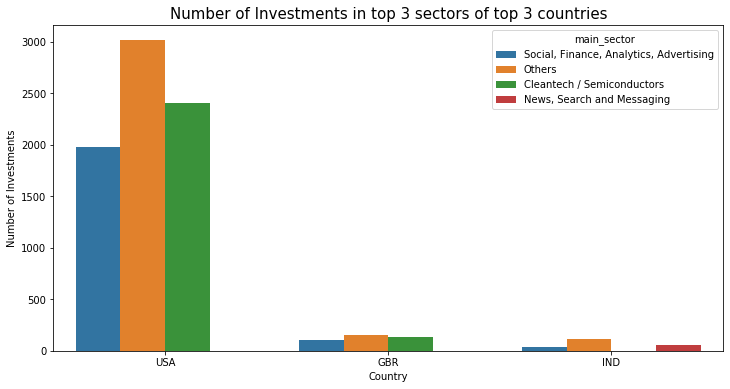 Number of Investments in top 3 sectors of top 3 countries
main_sector
Social, Finance, Analytics, Advertising
Others
Cleantech / Semiconductors
News, Search and Messaging
Number of Investments
3000
2500
2000
1500
1000
500
0
USA
GBR
IND
Country